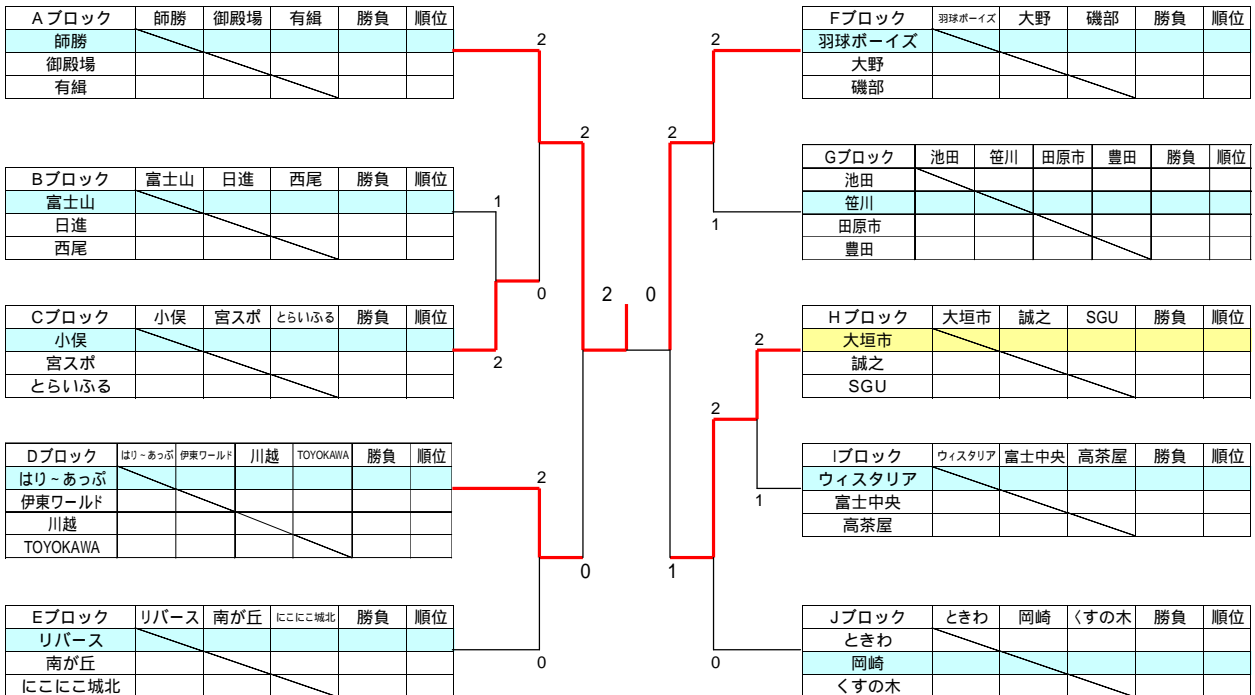 Aブロック 師勝 御殿場 有緝 勝負 順位
師勝
御殿場
有緝
Bブロック 富士山 日進 西尾 勝負 順位
富士山
日進
西尾
Cブロック 小俣 宮スポ とらいふる 勝負 順位
小俣
宮スポ
とらいふる
Dブロック はり~あっぷ 伊東ワールド 川越 TOYOKAWA 勝負 順位
はり~あっぷ
伊東ワールド
川越
TOYOKAWA
Eブロック リバース 南が丘 にこにこ城北 勝負 順位
リバース
南が丘
にこにこ城北
2
2
1
0
2
2
0
0
2 0
2
2
1
2
2
1
1
0
Fブロック 羽球ボーイズ 大野 磯部 勝負 順位
羽球ボーイズ
大野
磯部
Gブロック 池田 笹川 田原市 豊田 勝負 順位
池田
笹川
田原市
豊田
Hブロック 大垣市 誠之 SGU 勝負 順位
大垣市
誠之
SGU
Iブロック ウィスタリア 富士中央 高茶屋 勝負 順位
ウィスタリア
富士中央
高茶屋
Jブロック ときわ 岡崎 くすの木 勝負 順位
ときわ
岡崎
くすの木